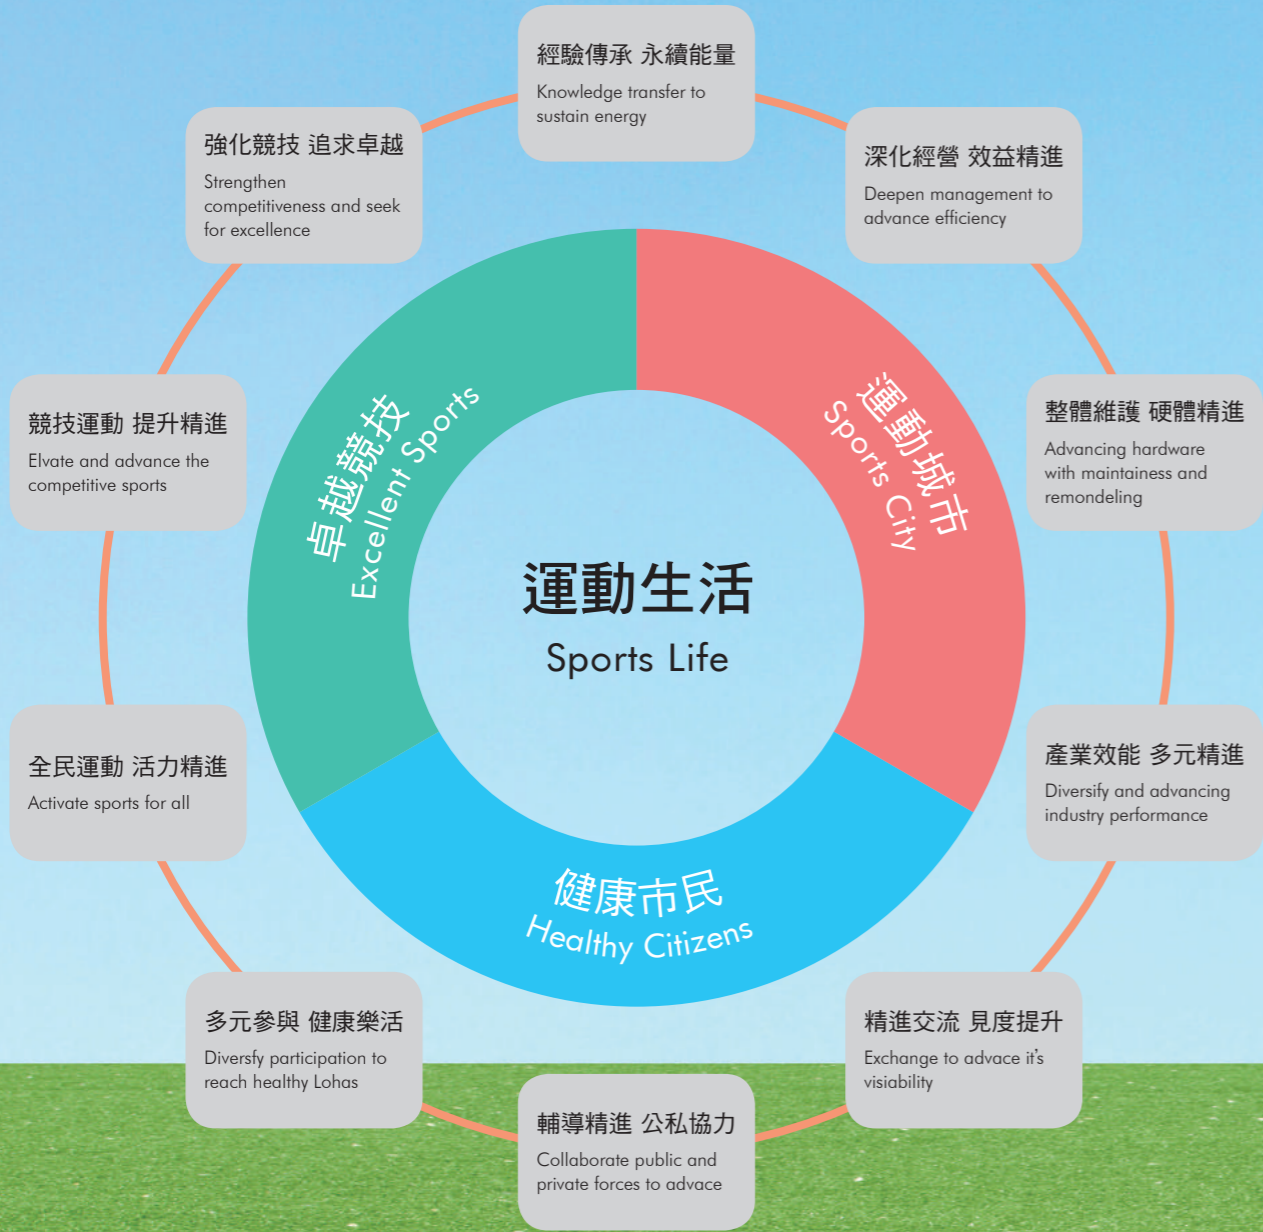 經驗傳承 永續能量
Knowledge transfer to
sustain energy
深化經營 效益精進
Deepen management to
advance efficiency
整體維護 硬體精進
Advancing hardware
with maintainess and
remondeling
產業效能 多元精進
Diversify and advancing
industry performance
精進交流 見度提升
Exchange to advace it's
visiability
輔導精進 公私協力
Collaborate public and
private forces to advace
多元參與 健康樂活
Diversfy participation to
reach healthy Lohas
全民運動 活力精進
Activate sports for all
競技運動 提升精進
Elvate and advance the
competitive sports
強化競技 追求卓越
Strengthen
competitiveness and seek
for excellence
卓越競技
Excellent Sports
運動城市
Sports City
健康市民
Healthy Citizens
運動生活
Sports Life